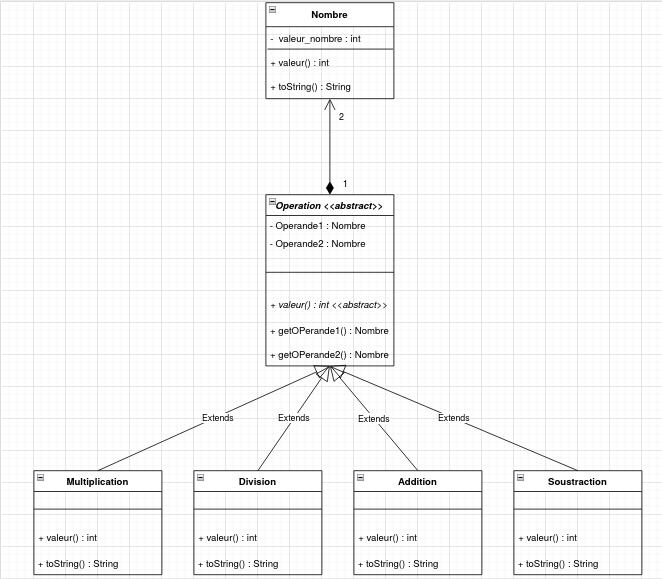 Nombre
- valeur_nombre : int
+ valeur() : int
+ toString() : String
2
1
Operation <<abstract>>
- Operande1 : Nombre
- Operande2 : Nombre
+ valeur() : int <<abstract>>
+ getOPerande1() : Nombre
+ getOPerande2() : Nombre
Extends Extends Extends Extends
Multiplication
+ valeur() : int
+ toString() : String
Division
+ valeur() : int
+ toString() : String
Addition
+ valeur() : int
+ toString() : String
Soustraction
+ valeur() : int
+ toString() : String